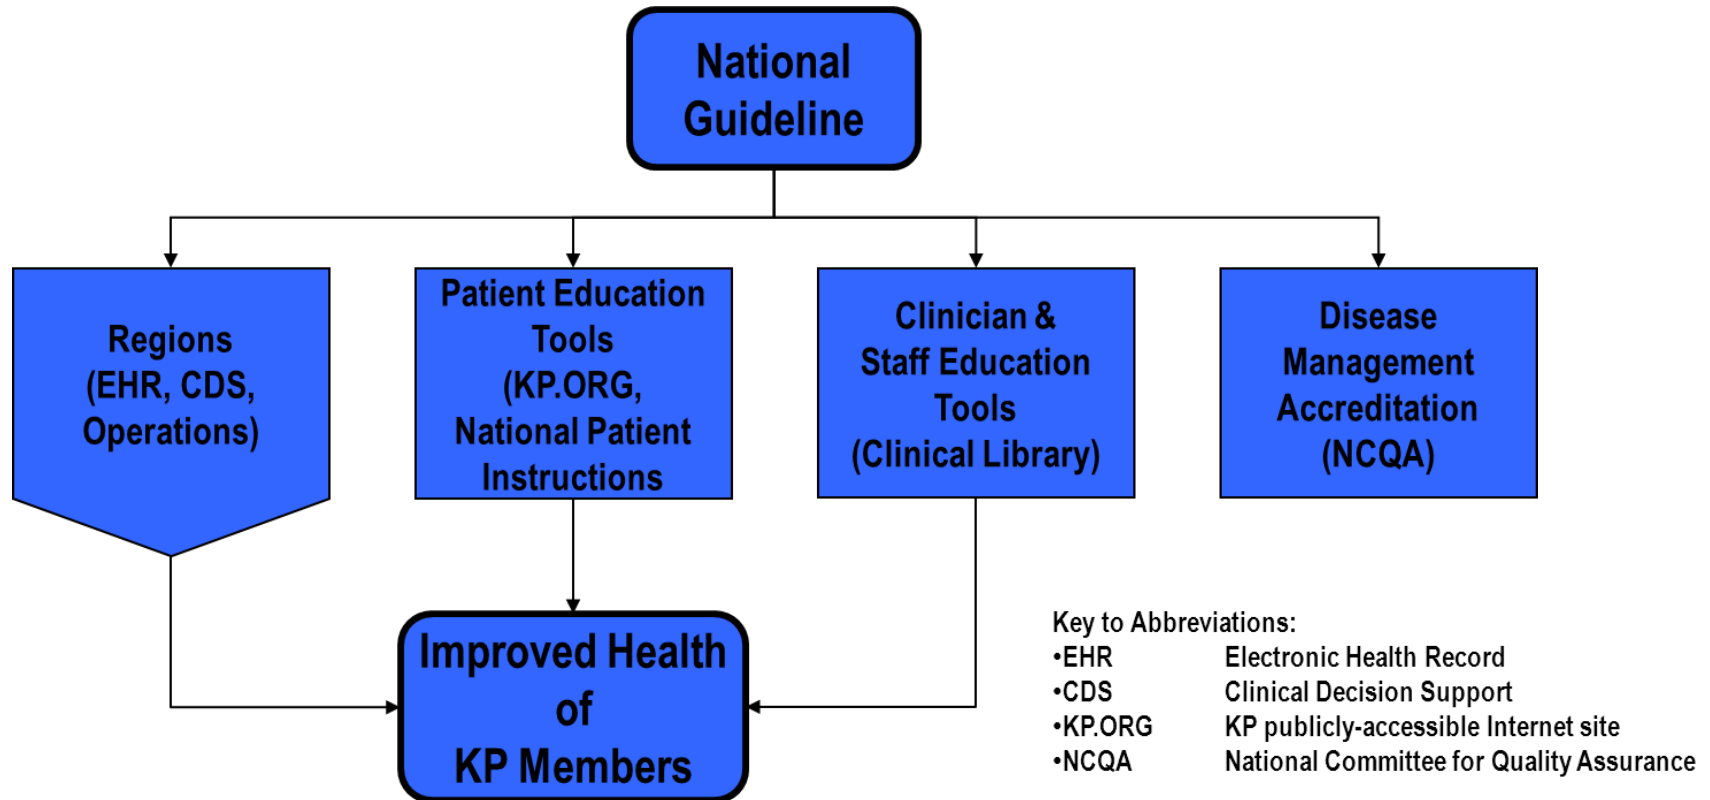 National
Guideline
Regions
(EHR, CDS,
Operations)
Patient Education
Tools
(KP.ORG,
National Patient
Instructions
Clinician &
Staff Education
Tools
(Clinical Library)
Disease
Management
Accreditation
(NCQA)
Improved Health
of
KP Members
Key to Abbreviations:
•EHR Electronic Health Record
•CDS Clinical Decision Support
•KP.ORG KP publicly-accessible Internet site
•NCQA National Committee for Quality Assurance